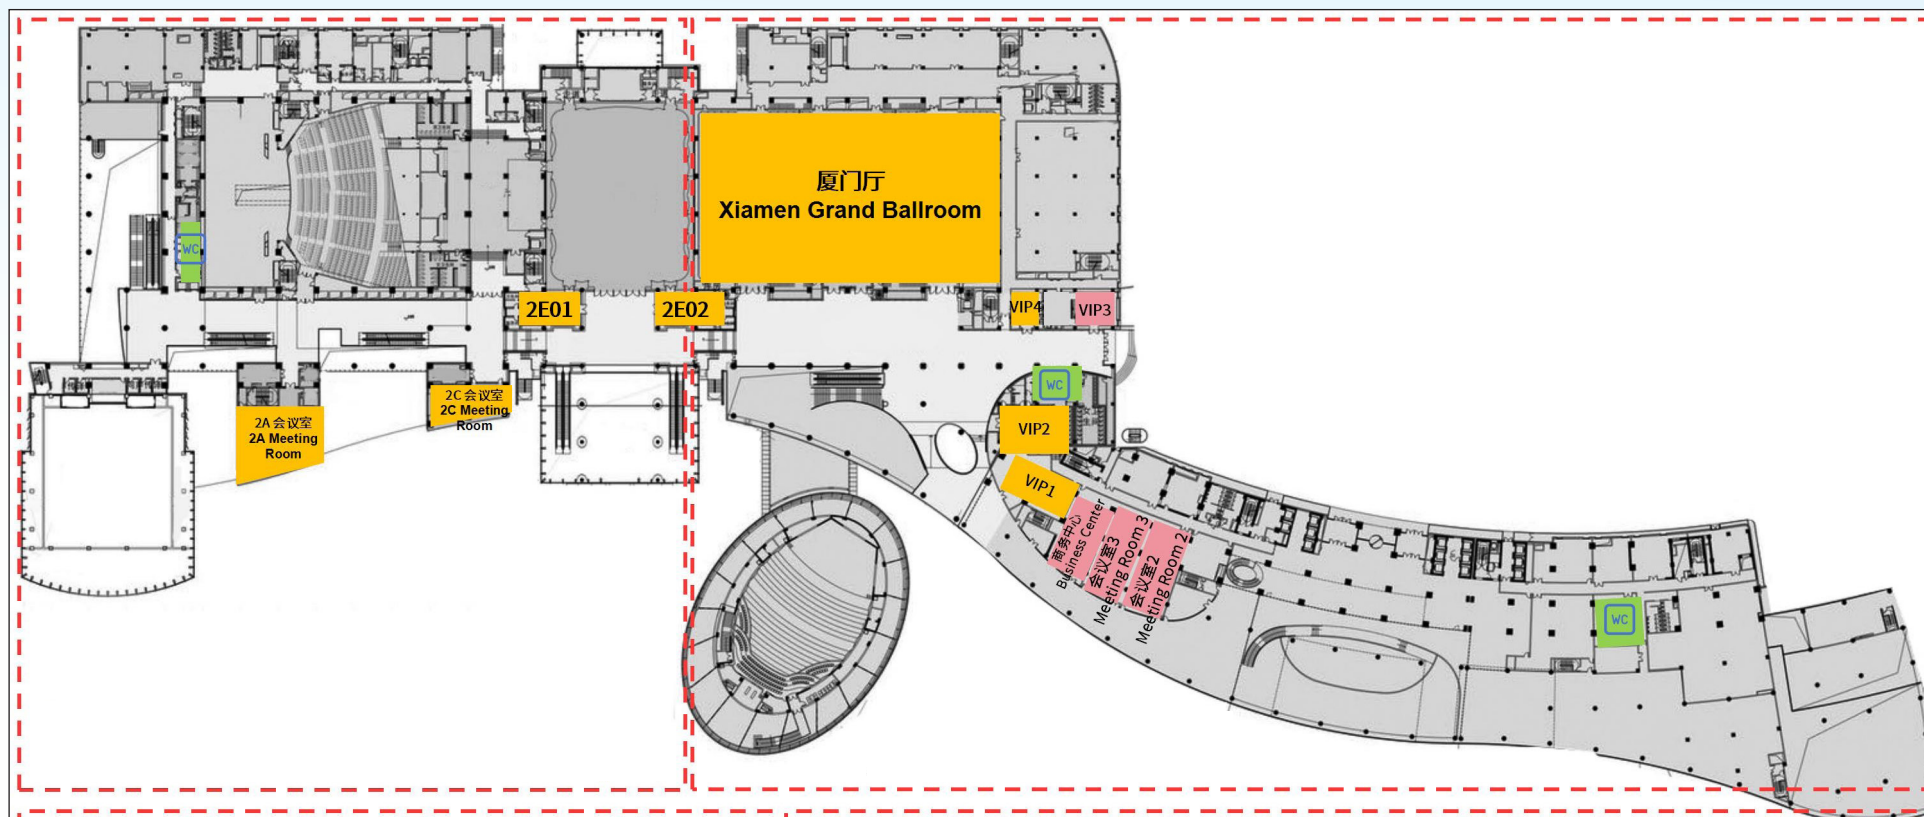 厦门厅
Xiamen Grand Ballroom
WC
2E01
2E02
VIP4
VIP3
WC
2C 会议室
2C Meeting
Room
2A 会议室
2A Meeting
Room
VIP2
VIP1
商务中心
Business Center
会议室3
Meeting Room 3
会议室2
Meeting Room 2
WC